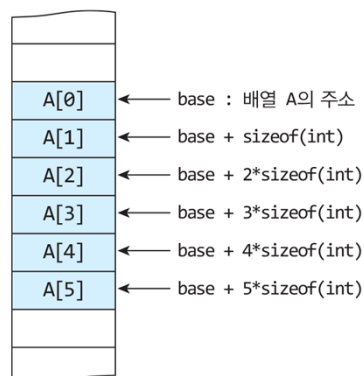 A[0] base : 배열 A의 주소
A[1] base + sizeof(int)
A[2] base + 2*sizeof(int)
A[3] base + 3*sizeof(int)
A[4] base + 4*sizeof(int)
A[5] base + 5*sizeof(int)